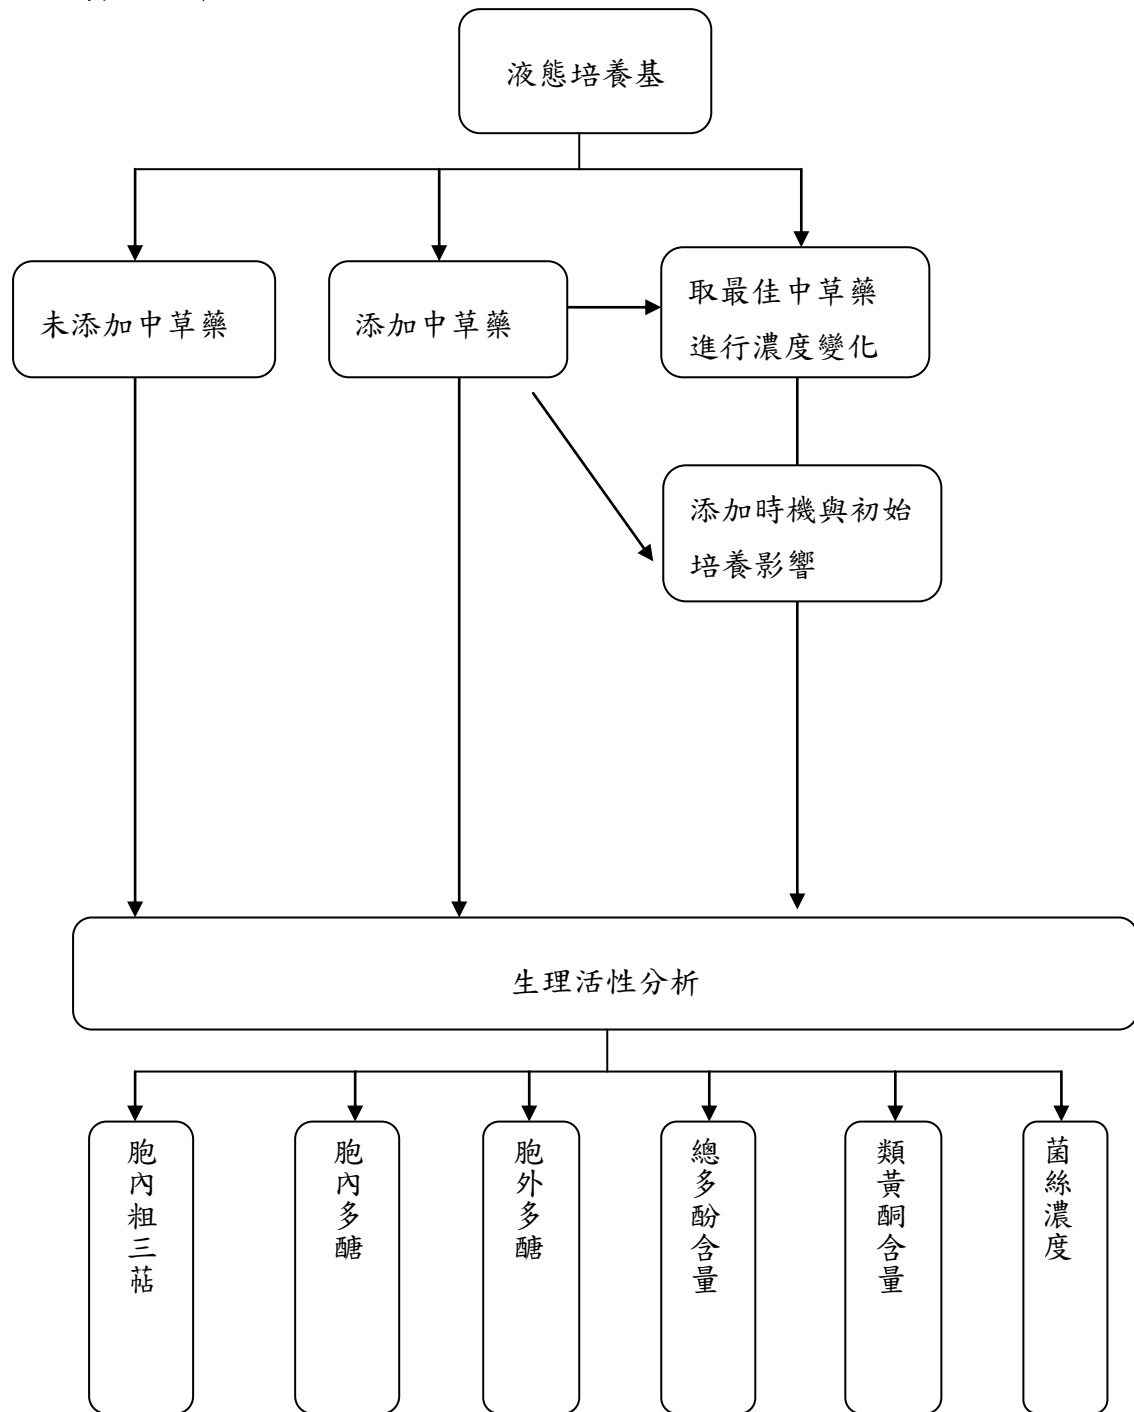 液態培養基
未添加中草藥
添加中草藥
取最佳中草藥
進行濃度變化
添加時機與初始
培養影響
生理活性分析
胞內粗三萜
胞內多醣
胞外多醣
總多酚含量
類黃酮含量
菌絲濃度